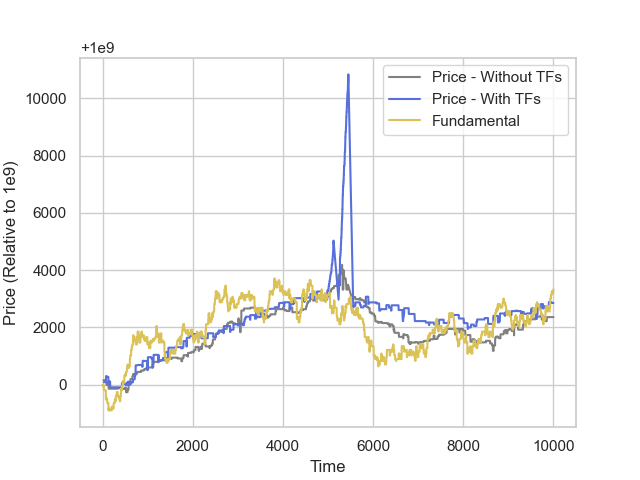 +1e9
10000
8000
6000
4000
2000
0
Price (Relative to 1e9)
Price - Without TFs
Price - With TFs
Fundamental
0
2000
4000
6000
8000
10000
Time